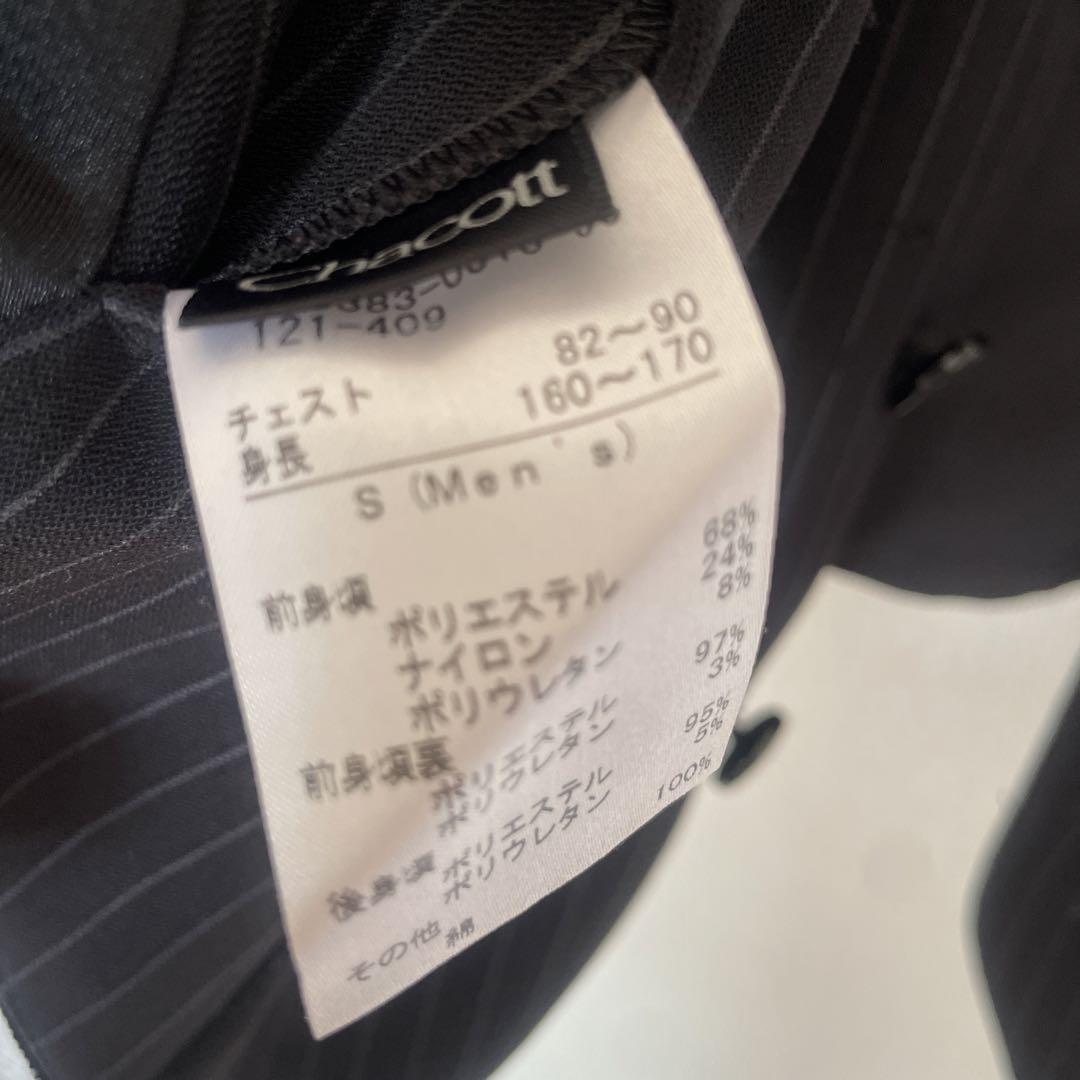 Chacott
121-409
チェスト 82～90
身長 160～170
S (Men's)
前身頃
ポリエステル 68%
ナイロン 24%
ポリウレタン 8%
前身頃裏
ポリエステル 97%
ポリウレタン 3%
後身頃
ポリエステル 95%
ポリウレタン 5%
その他 綿 100%